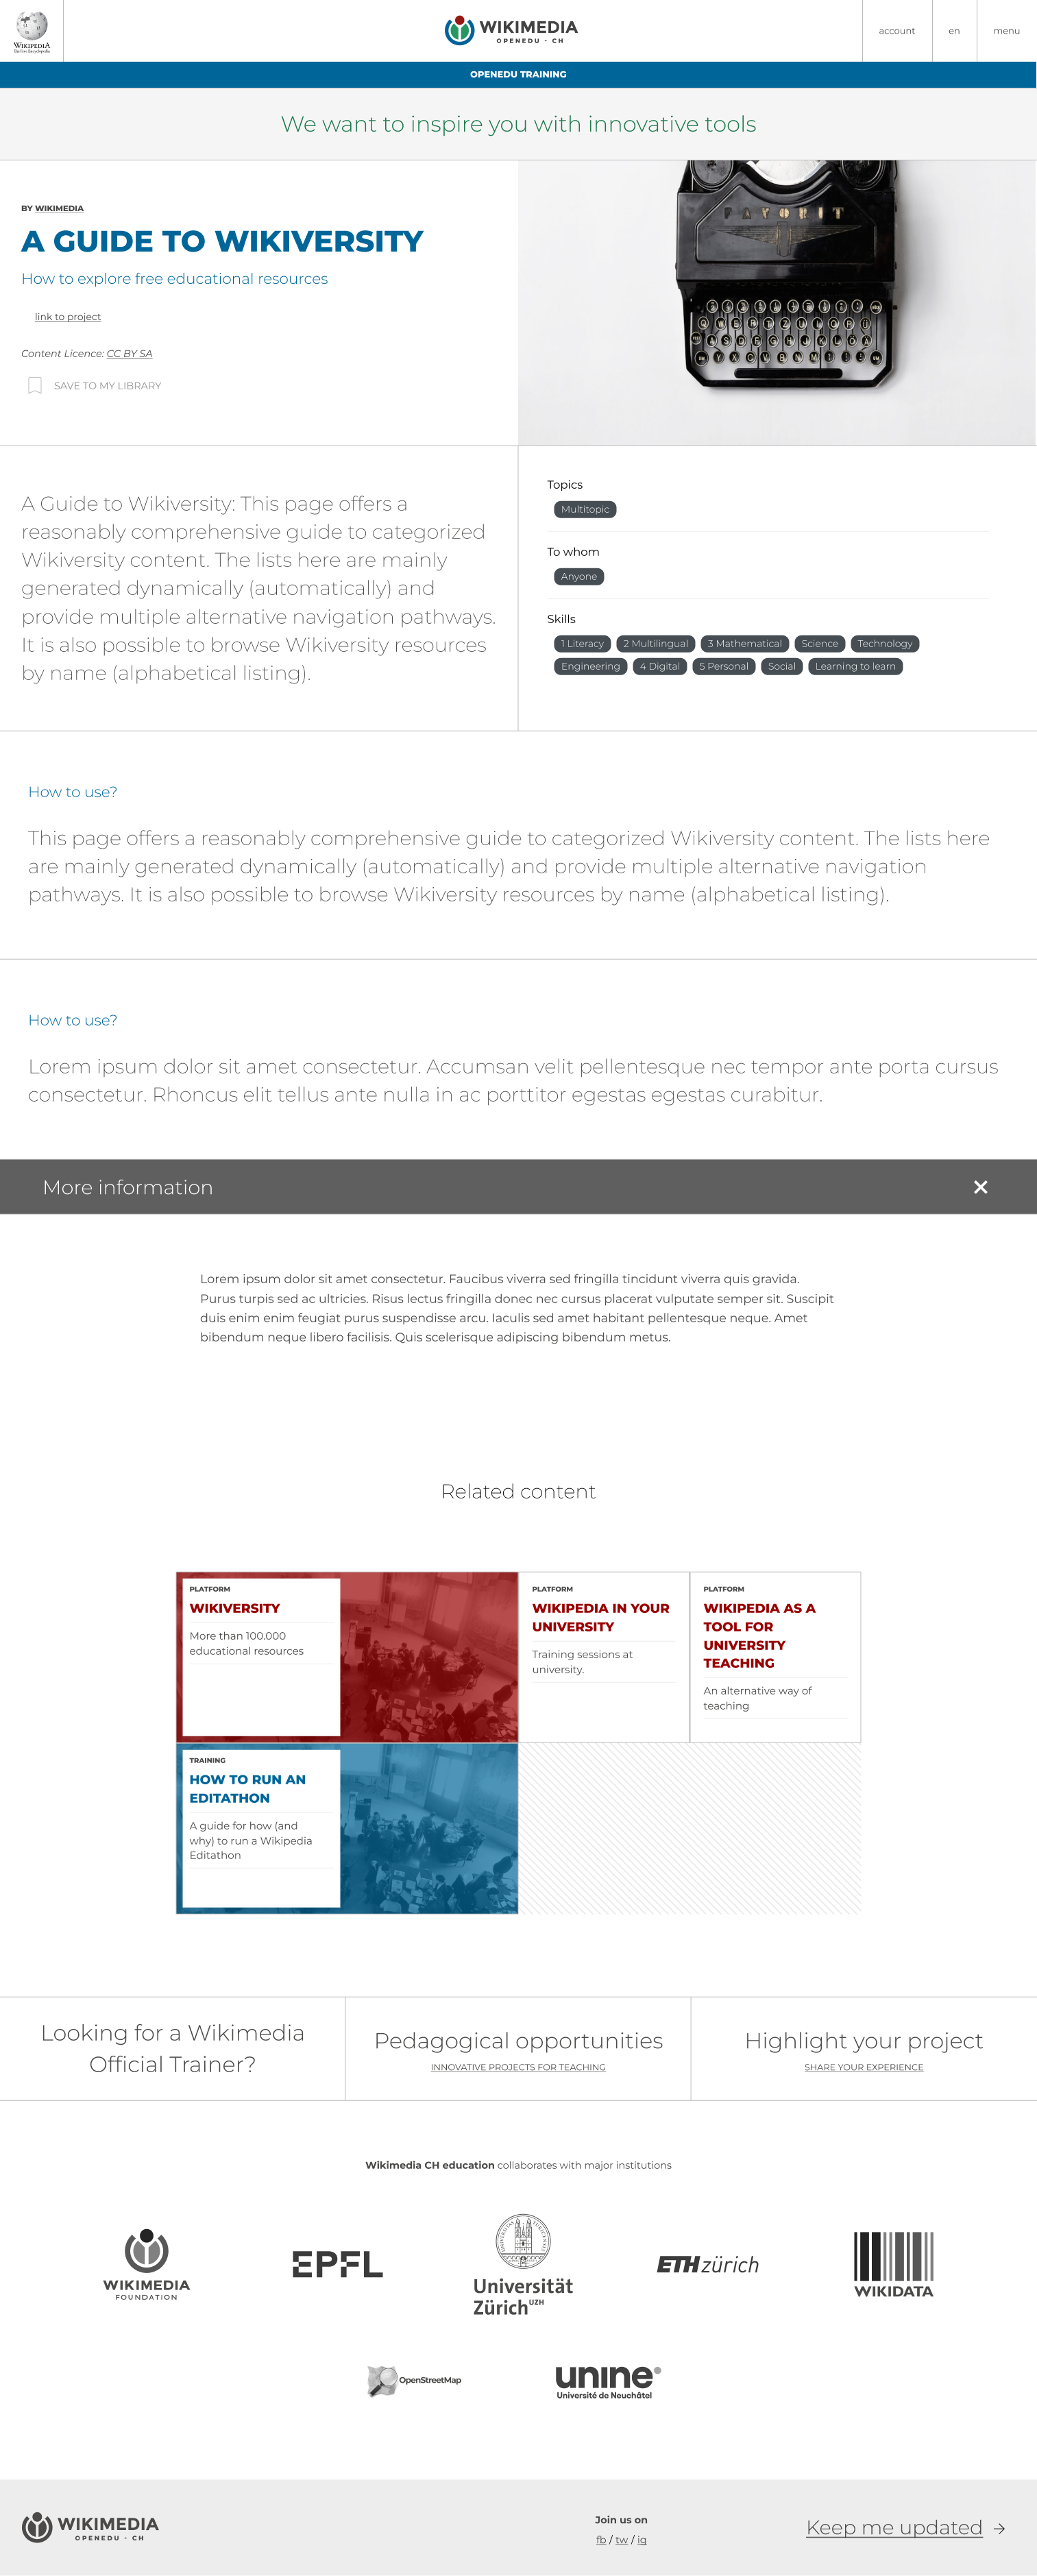 WIKIPEDIA
The Free Encyclopedia
WIKIMEDIA
OPENEDU - CH
account
en
menu
OPENEDU TRAINING
We want to inspire you with innovative tools
BY WIKIMEDIA
A GUIDE TO WIKIVERSITY
How to explore free educational resources
link to project
Content Licence: CC BY SA
SAVE TO MY LIBRARY
FAVORIT
A Guide to Wikiversity: This page offers a
reasonably comprehensive guide to categorized
Wikiversity content. The lists here are mainly
generated dynamically (automatically) and
provide multiple alternative navigation pathways.
It is also possible to browse Wikiversity resources
by name (alphabetical listing).
Topics
Multitopic
To whom
Anyone
Skills
1 Literacy 2 Multilingual 3 Mathematical Science Technology
Engineering 4 Digital 5 Personal Social Learning to learn
How to use?
This page offers a reasonably comprehensive guide to categorized Wikiversity content. The lists here
are mainly generated dynamically (automatically) and provide multiple alternative navigation
pathways. It is also possible to browse Wikiversity resources by name (alphabetical listing).
How to use?
Lorem ipsum dolor sit amet consectetur. Accumsan velit pellentesque nec tempor ante porta cursus
consectetur. Rhoncus elit tellus ante nulla in ac porttitor egestas egestas curabitur.
More information
Lorem ipsum dolor sit amet consectetur. Faucibus viverra sed fringilla tincidunt viverra quis gravida.
Purus turpis sed ac ultricies. Risus lectus fringilla donec nec cursus placerat vulputate semper sit. Suscipit
duis enim enim feugiat purus suspendisse arcu. Iaculis sed amet habitant pellentesque neque. Amet
bibendum neque libero facilisis. Quis scelerisque adipiscing bibendum metus.
Related content
PLATFORM
WIKIVERSITY
More than 100.000
educational resources
PLATFORM
WIKIPEDIA IN YOUR
UNIVERSITY
Training sessions at
university.
PLATFORM
WIKIPEDIA AS A
TOOL FOR
UNIVERSITY
TEACHING
An alternative way of
teaching
TRAINING
HOW TO RUN AN
EDITATHON
A guide for how (and
why) to run a Wikipedia
Editathon
Looking for a Wikimedia
Official Trainer?
Pedagogical opportunities
INNOVATIVE PROJECTS FOR TEACHING
Highlight your project
SHARE YOUR EXPERIENCE
Wikimedia CH education collaborates with major institutions
WIKIMEDIA
FOUNDATION
EPFL
Universität
Zürich UZH
ETH zürich
WIKIDATA
OpenStreetMap
unine
Université de Neuchâtel
WIKIMEDIA
OPENEDU - CH
Join us on
fb / tw / ig
Keep me updated